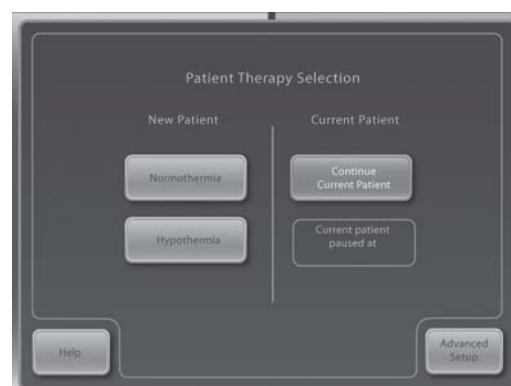 Patient Therapy Selection
New Patient
Normothermia
Hypothermia
Current Patient
Continue
Current Patient
Current patient
paused at
Help
Advanced
Setup